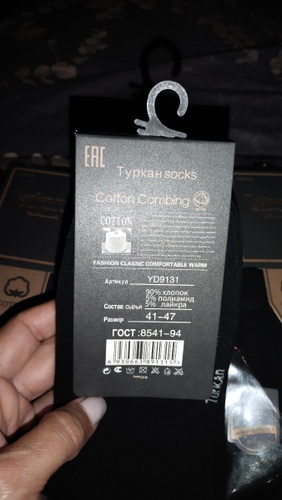 EAC
Туркан socks
Cotton Combing
COTTON
FASHION CLASSIC COMFORTABLE WARM
Артикул YD9131
Состав сырья 90% хлопок
5% полиамид
5% лайкра
Размер 41-47
ГОСТ:8541-94
Turkan